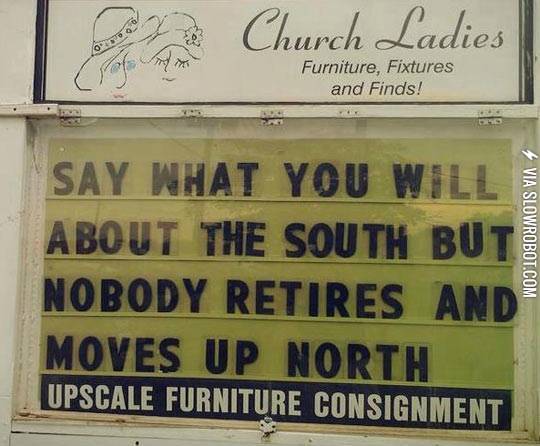 Church Ladies
Furniture, Fixtures
and Finds!
SAY WHAT YOU WILL
ABOUT THE SOUTH BUT
NOBODY RETIRES AND
MOVES UP NORTH
UPSCALE FURNITURE CONSIGNMENT
VIA SLOWROBOT.COM